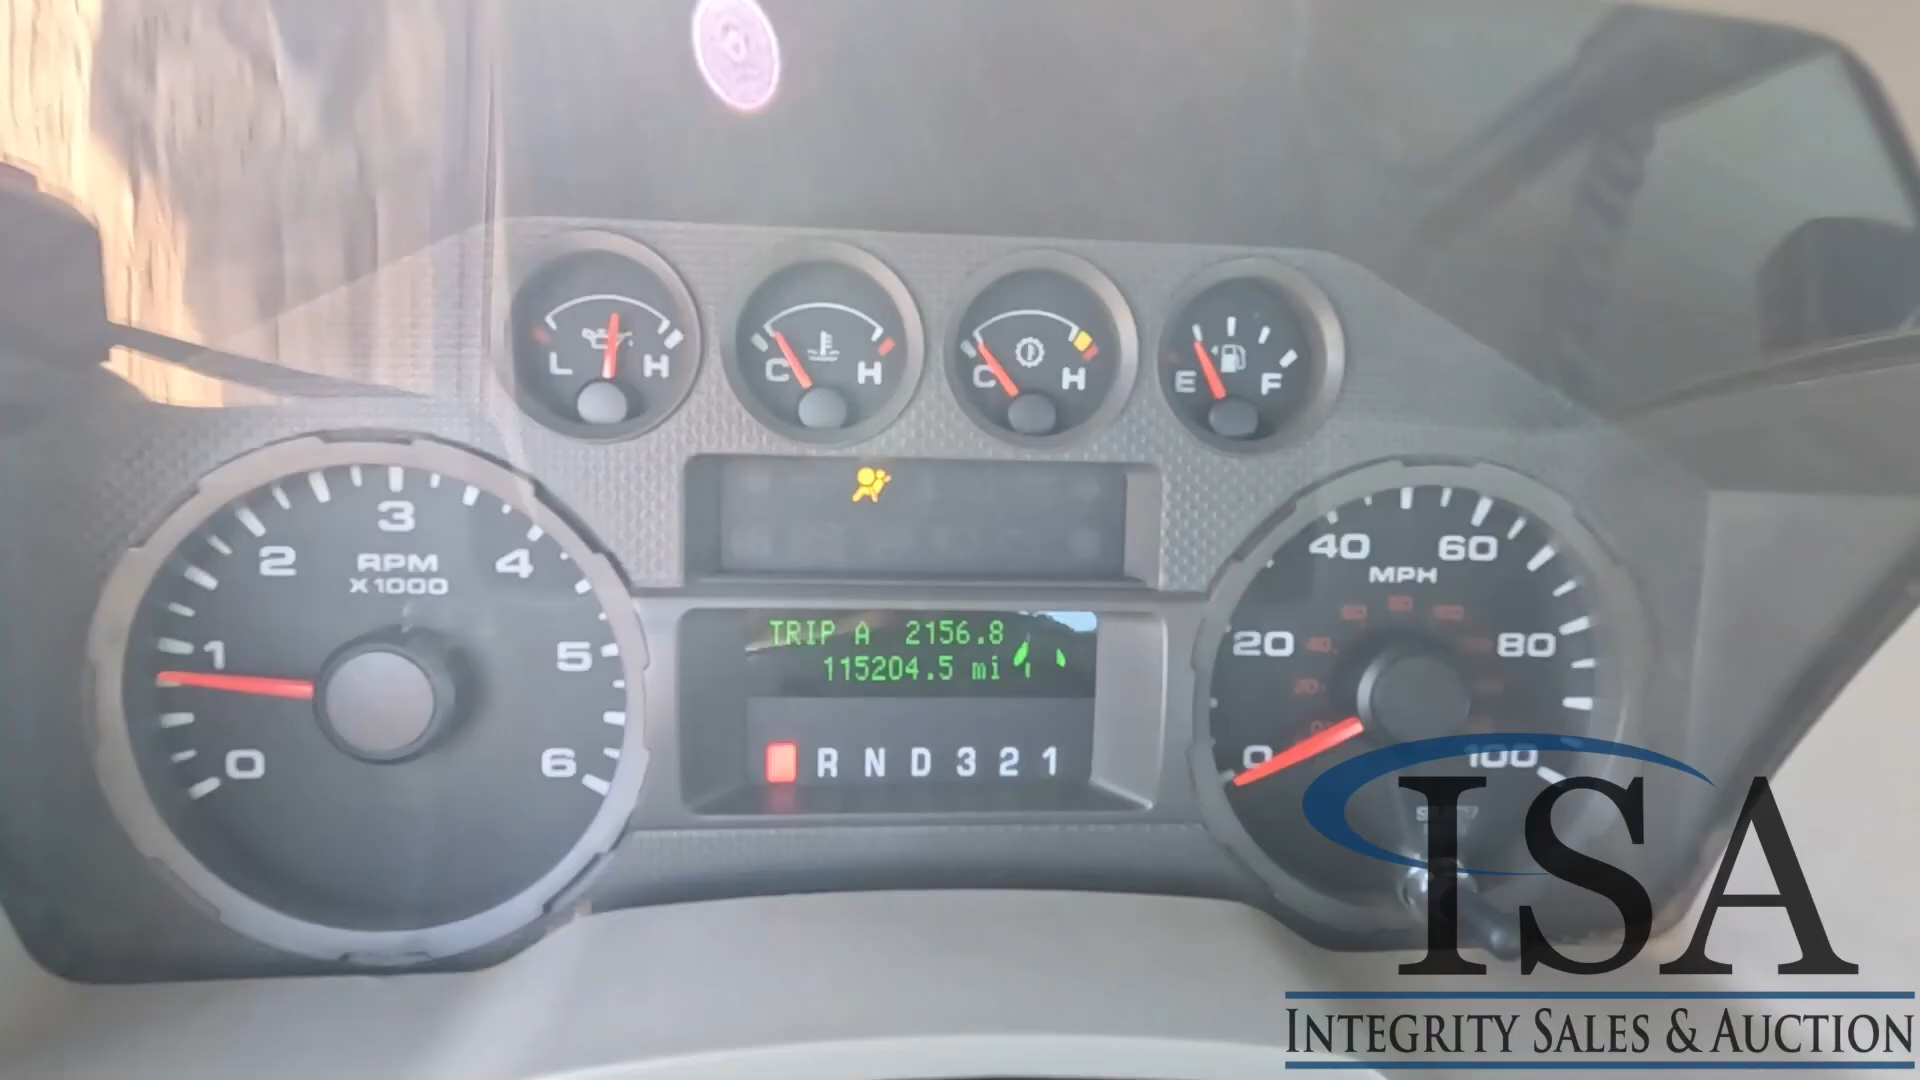 L H
C H
C H
E F
0 1 2 3 4 5 6
RPM
X1000
TRIP A 2156.8
115204.5 mi
R N D 3 2 1
0 20 40 60 80 100
MPH
ISA
INTEGRITY SALES & AUCTION